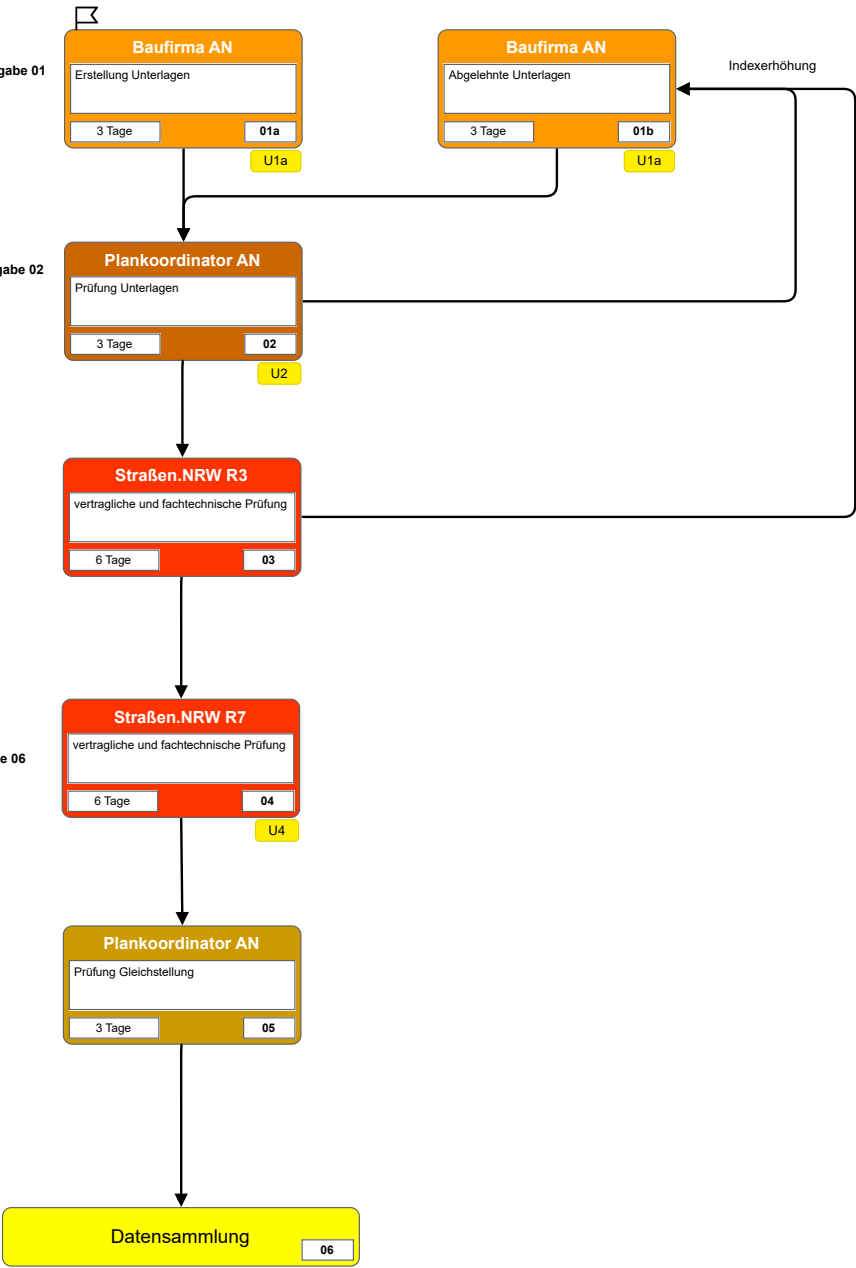 Baufirma AN
Erstellung Unterlagen
3 Tage
01a
U1a
Baufirma AN
Abgelehnte Unterlagen
3 Tage
01b
U1a
Indexerhöhung
gabe 01
Plankoordinator AN
Prüfung Unterlagen
3 Tage
02
U2
gabe 02
Straßen.NRW R3
vertragliche und fachtechnische Prüfung
6 Tage
03
Straßen.NRW R7
vertragliche und fachtechnische Prüfung
6 Tage
04
U4
e 06
Plankoordinator AN
Prüfung Gleichstellung
3 Tage
05
Datensammlung
06